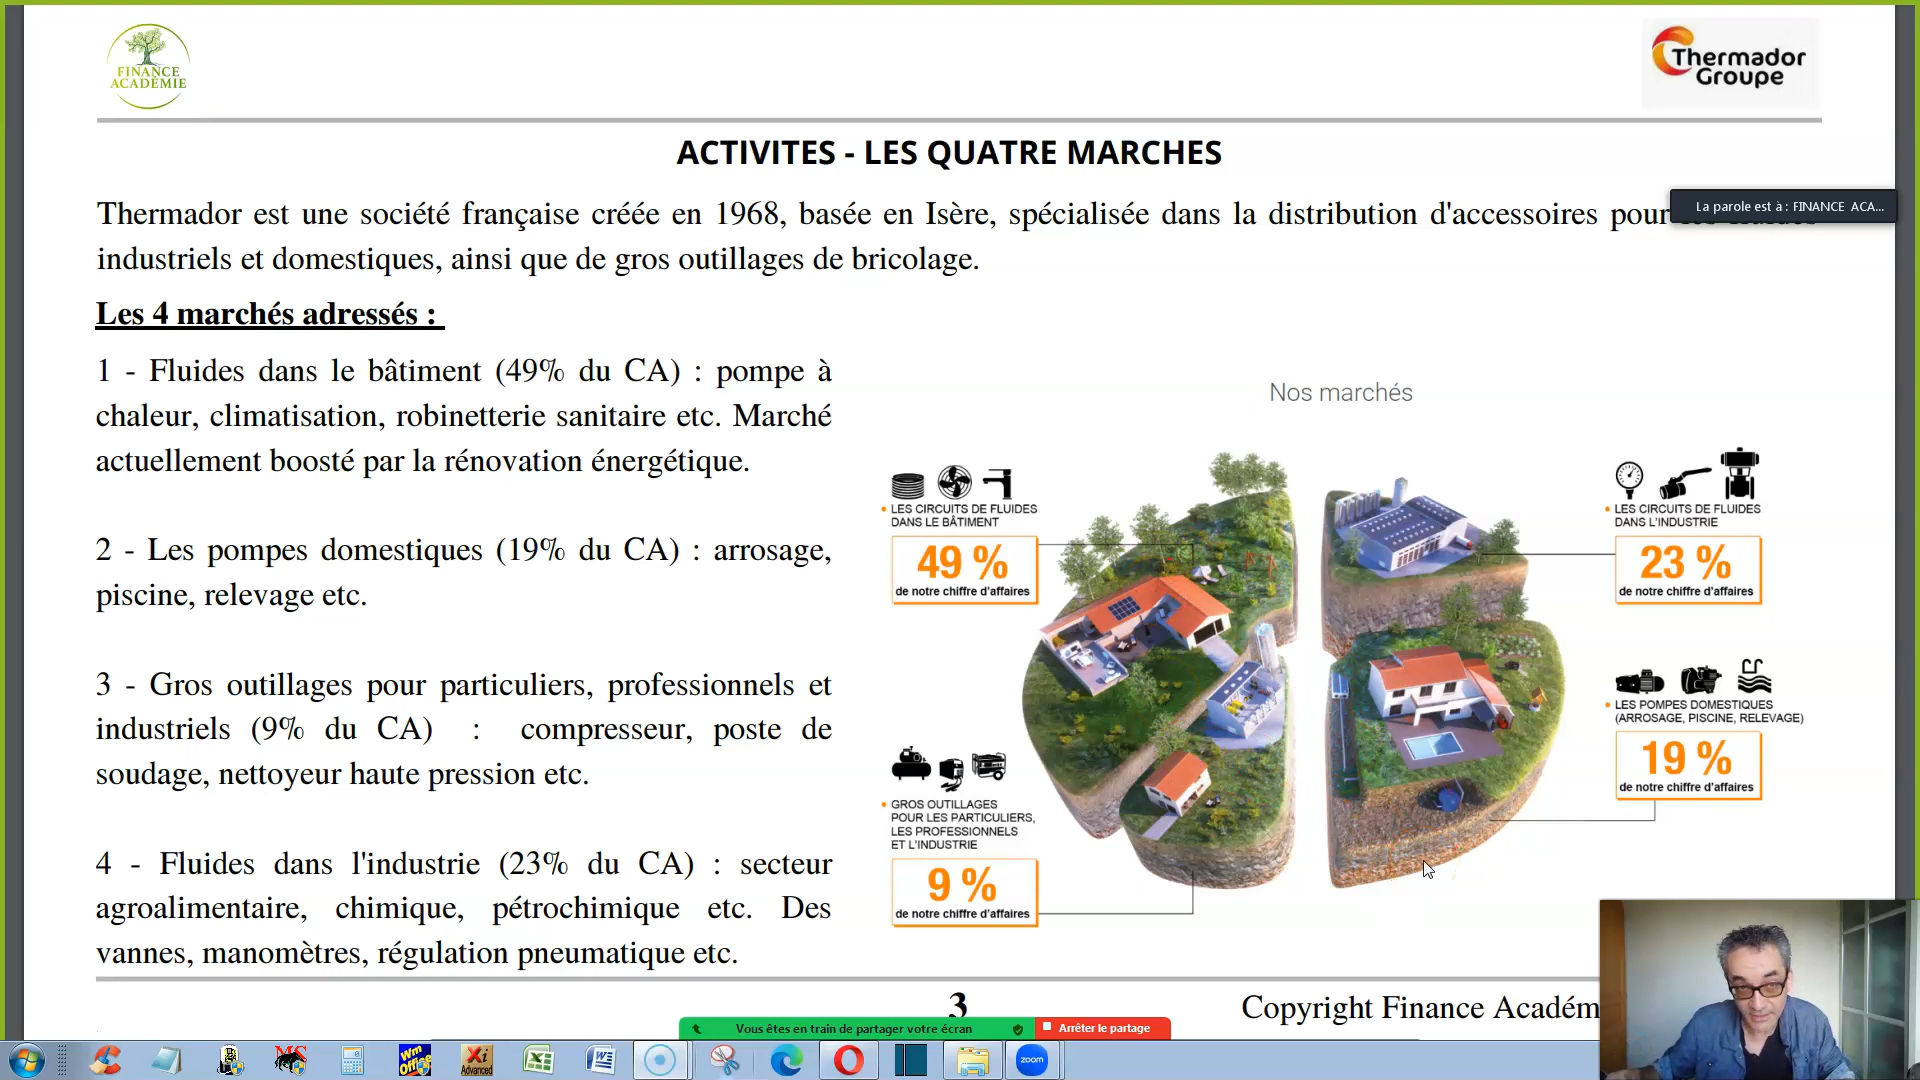 FINANCE
ACADÉMIE
Thermador
Groupe
ACTIVITES - LES QUATRE MARCHES
Thermador est une société française créée en 1968, basée en Isère, spécialisée dans la distribution d'accessoires pour
La parole est à : FINANCE ACA...
industriels et domestiques, ainsi que de gros outillages de bricolage.
Les 4 marchés adressés :
1 - Fluides dans le bâtiment (49% du CA) : pompe à
chaleur, climatisation, robinetterie sanitaire etc. Marché
actuellement boosté par la rénovation énergétique.
2 - Les pompes domestiques (19% du CA) : arrosage,
piscine, relevage etc.
3 - Gros outillages pour particuliers, professionnels et
industriels (9% du CA) : compresseur, poste de
soudage, nettoyeur haute pression etc.
4 - Fluides dans l'industrie (23% du CA) : secteur
agroalimentaire, chimique, pétrochimique etc. Des
vannes, manomètres, régulation pneumatique etc.
Nos marchés
• LES CIRCUITS DE FLUIDES
DANS LE BÂTIMENT
49 %
de notre chiffre d'affaires
• LES CIRCUITS DE FLUIDES
DANS L'INDUSTRIE
23 %
de notre chiffre d'affaires
• LES POMPES DOMESTIQUES
(ARROSAGE, PISCINE, RELEVAGE)
19 %
de notre chiffre d'affaires
• GROS OUTILLAGES
POUR LES PARTICULIERS,
LES PROFESSIONNELS
ET L'INDUSTRIE
9 %
de notre chiffre d'affaires
3
Copyright Finance Académ
Vous êtes en train de partager votre écran
Arrêter le partage
MS
Wm
Office
Xi
Advanced
zoom